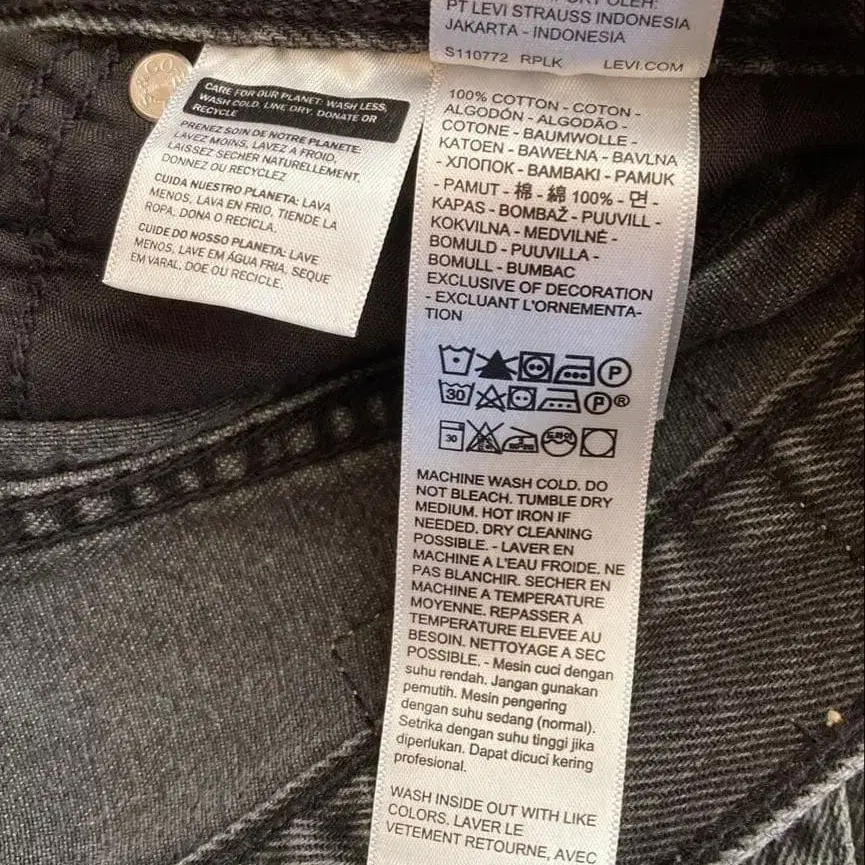 PT LEVI STRAUSS INDONESIA
JAKARTA - INDONESIA
S110772 RPLK LEVI.COM
CARE FOR OUR PLANET: WASH LESS,
WASH COLD, LINE DRY, DONATE OR
RECYCLE
PRENEZ SOIN DE NOTRE PLANETE:
LAVEZ MOINS, LAVEZ A FROID,
LAISSEZ SECHER NATURELLEMENT,
DONNEZ OU RECYCLEZ
CUIDA NUESTRO PLANETA: LAVA
MENOS, LAVA EN FRIO, TIENDE LA
ROPA, DONA O RECICLA.
CUIDE DO NOSSO PLANETA: LAVE
MENOS, LAVE EM ÁGUA FRIA, SEQUE
EM VARAL, DOE OU RECICLE.
100% COTTON - COTON -
ALGODÓN - ALGODÃO -
COTONE - BAUMWOLLE -
KATOEN - BAWEŁNA - BAVLNA
- ХЛОПОК - BAMBAKI - PAMUK
- PAMUT - 棉 - 綿 100% - 면 -
KAPAS - BOMBAŽ - PUUVILL -
KOKVILNA - MEDVILNĖ -
BOMULD - PUUVILLA -
BOMULL - BUMBAC
EXCLUSIVE OF DECORATION
- EXCLUANT L'ORNEMENTA-
TION
P
30 P®
30
MACHINE WASH COLD. DO
NOT BLEACH. TUMBLE DRY
MEDIUM. HOT IRON IF
NEEDED. DRY CLEANING
POSSIBLE. - LAVER EN
MACHINE A L'EAU FROIDE. NE
PAS BLANCHIR. SECHER EN
MACHINE A TEMPERATURE
MOYENNE. REPASSER A
TEMPERATURE ELEVEE AU
BESOIN. NETTOYAGE A SEC
POSSIBLE. - Mesin cuci dengan
suhu rendah. Jangan gunakan
pemutih. Mesin pengering
dengan suhu sedang (normal).
Setrika dengan suhu tinggi jika
diperlukan. Dapat dicuci kering
profesional.
WASH INSIDE OUT WITH LIKE
COLORS. LAVER LE
VETEMENT RETOURNE, AVEC